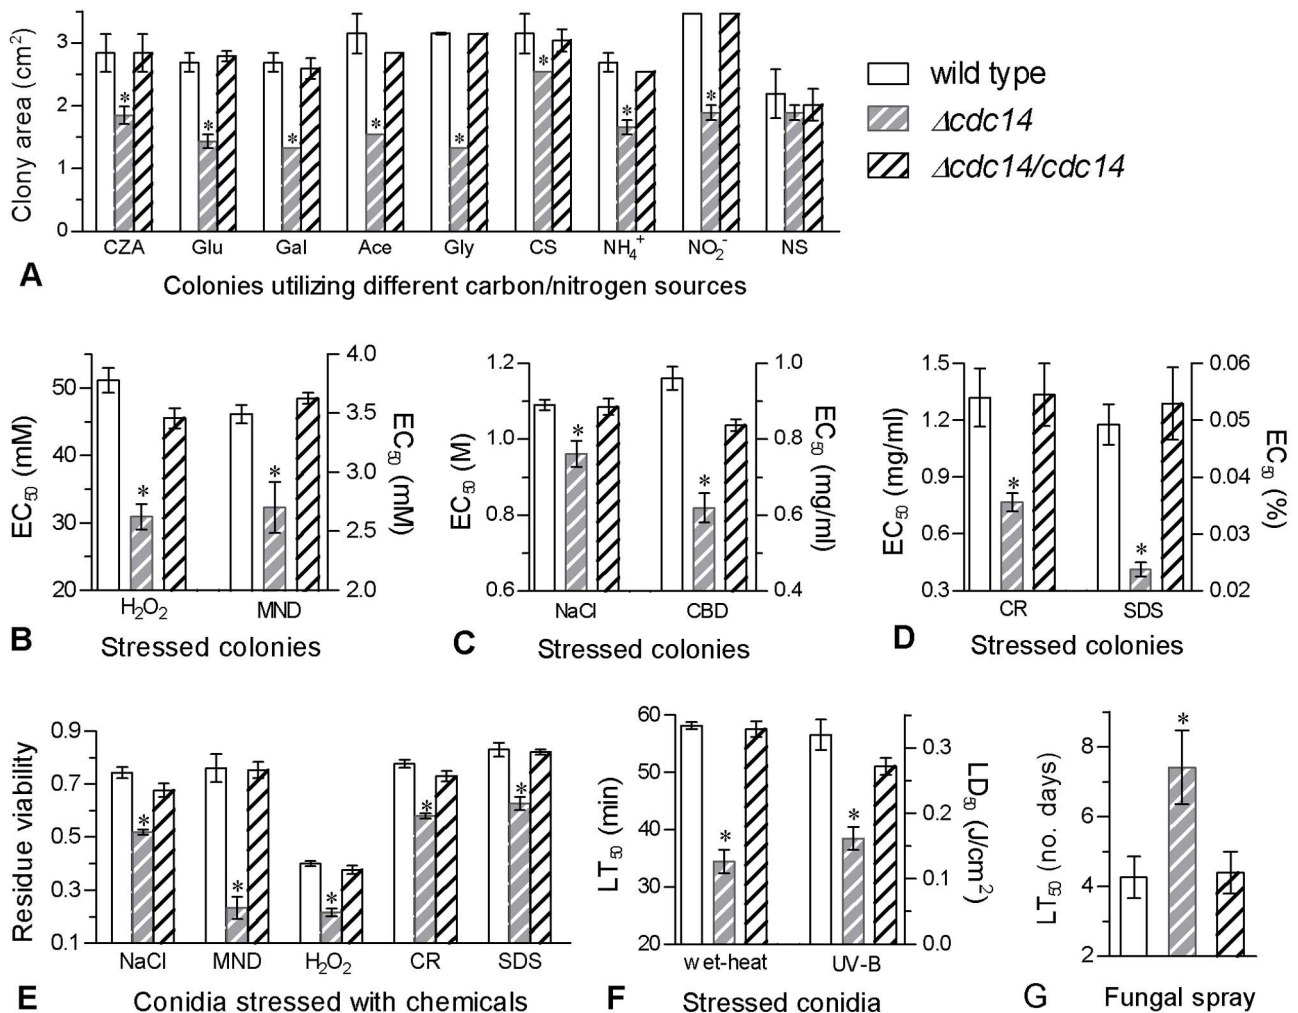 Clony area (cm²)
3
2
1
0
CZA Glu Gal Ace Gly CS NH₄⁺ NO₂⁻ NS
* * * * * * * *
A Colonies utilizing different carbon/nitrogen sources
wild type
Δcdc14
Δcdc14/cdc14
EC₅₀ (mM)
50
40
30
20
* *
H₂O₂ MND
4.0
3.5
3.0
2.5
2.0
EC₅₀ (mM)
B Stressed colonies
EC₅₀ (M)
1.2
1.0
0.8
0.6
* *
NaCl CBD
1.0
0.8
0.6
0.4
EC₅₀ (mg/ml)
C Stressed colonies
EC₅₀ (mg/ml)
1.5
1.2
0.9
0.6
0.3
* *
CR SDS
0.06
0.05
0.04
0.03
0.02
EC₅₀ (%)
D Stressed colonies
Residue viability
0.9
0.7
0.5
0.3
0.1
* * * * *
NaCl MND H₂O₂ CR SDS
E Conidia stressed with chemicals
LT₅₀ (min)
60
50
40
30
20
* *
wet-heat UV-B
0.3
0.2
0.1
0.0
LD₅₀ (J/cm²)
F Stressed conidia
LT₅₀ (no. days)
8
6
4
2
*
G Fungal spray